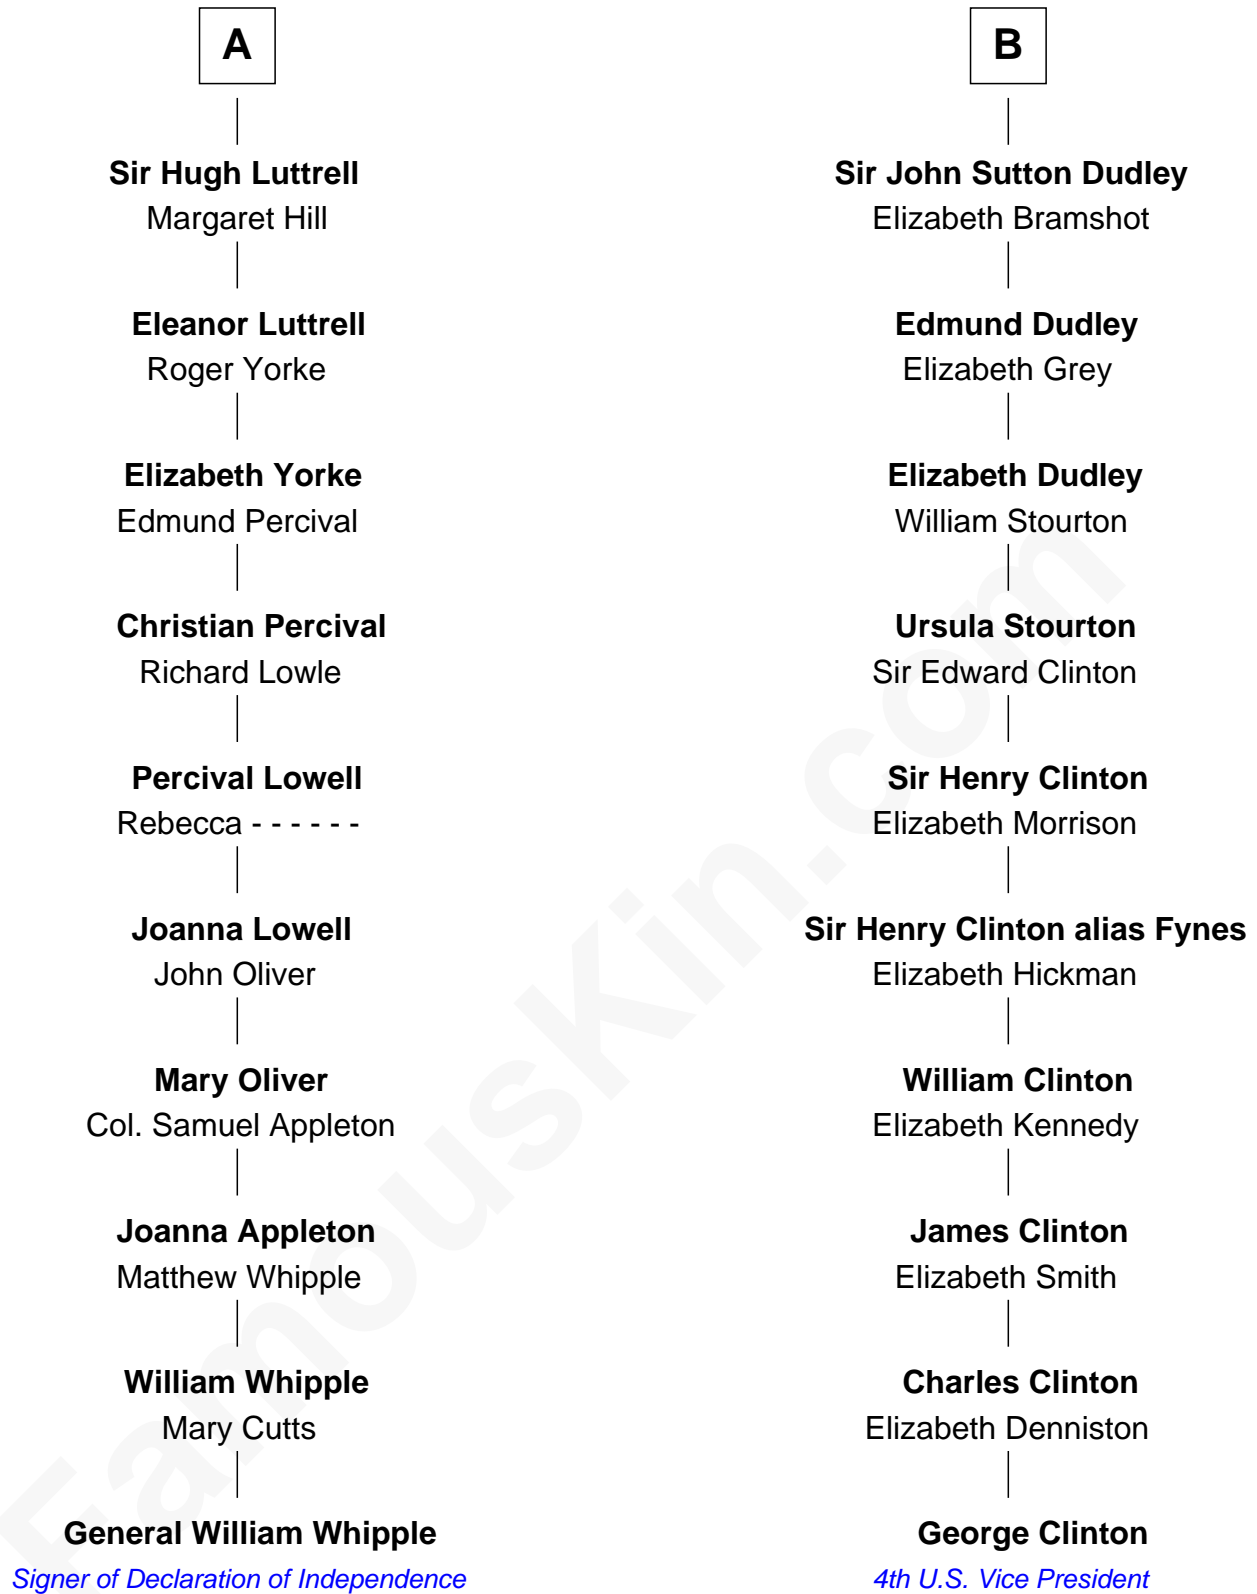 A
Sir Hugh Luttrell
Margaret Hill
Eleanor Luttrell
Roger Yorke
Elizabeth Yorke
Edmund Percival
Christian Percival
Richard Lowle
Percival Lowell
Rebecca - - - - - -
Joanna Lowell
John Oliver
Mary Oliver
Col. Samuel Appleton
Joanna Appleton
Matthew Whipple
William Whipple
Mary Cutts
General William Whipple
Signer of Declaration of Independence
B
Sir John Sutton Dudley
Elizabeth Bramshot
Edmund Dudley
Elizabeth Grey
Elizabeth Dudley
William Stourton
Ursula Stourton
Sir Edward Clinton
Sir Henry Clinton
Elizabeth Morrison
Sir Henry Clinton alias Fynes
Elizabeth Hickman
William Clinton
Elizabeth Kennedy
James Clinton
Elizabeth Smith
Charles Clinton
Elizabeth Denniston
George Clinton
4th U.S. Vice President
FamousKin.com